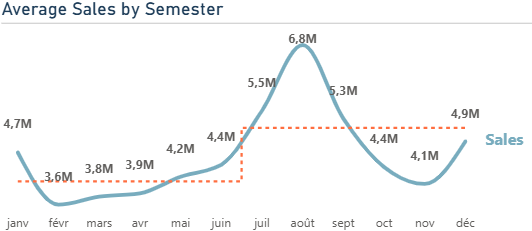 Average Sales by Semester
6,8M
5,5M
5,3M
4,9M
4,7M
4,4M
4,4M
4,2M
4,1M
3,9M
3,8M
3,6M
Sales
janv févr mars avr mai juin juil août sept oct nov déc